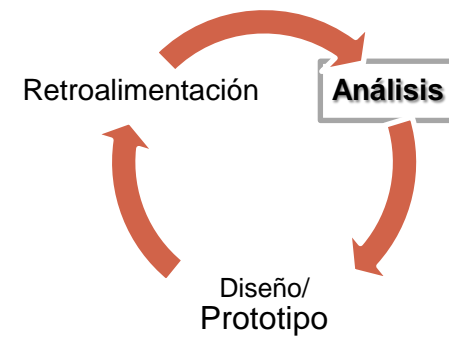 Retroalimentación
Análisis
Diseño/
Prototipo